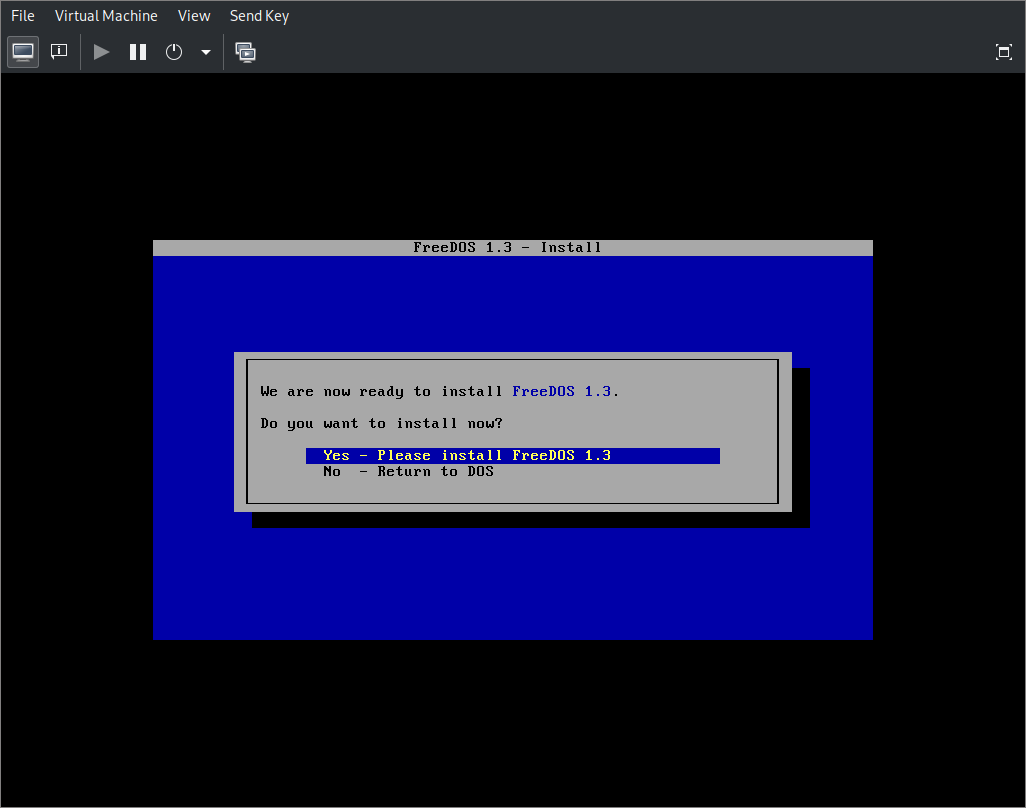 File Virtual Machine View Send Key
FreeDOS 1.3 - Install
We are now ready to install FreeDOS 1.3.
Do you want to install now?
Yes - Please install FreeDOS 1.3
No  - Return to DOS